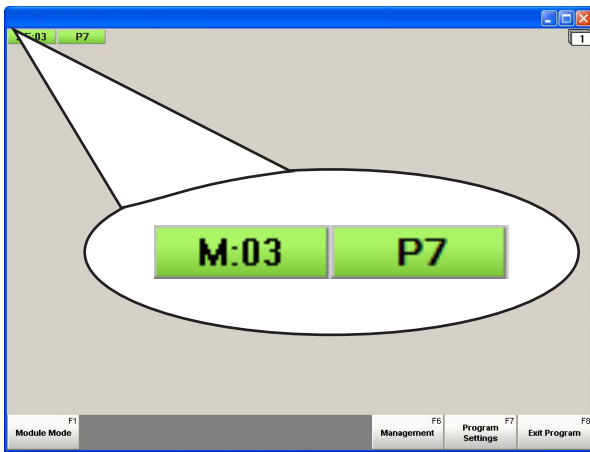 :03 P7
1
M:03 P7
F1 F6 F7 F8
Module Mode Management Program Settings Exit Program